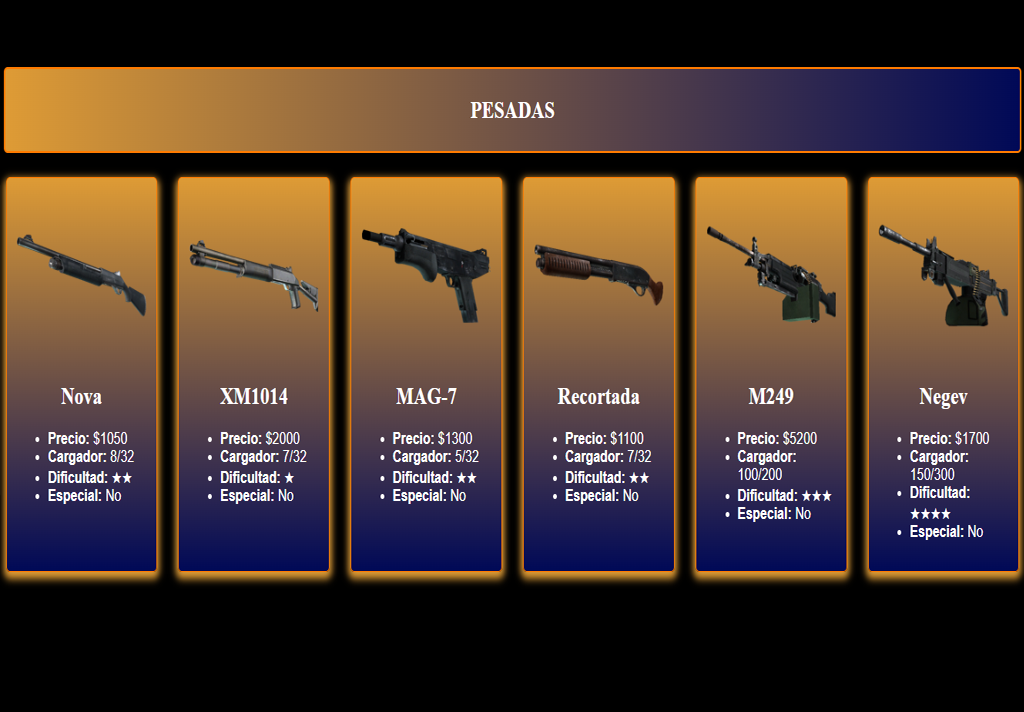 PESADAS
Nova
Precio: $1050
Cargador: 8/32
Dificultad: ★★
Especial: No
XM1014
Precio: $2000
Cargador: 7/32
Dificultad: ★
Especial: No
MAG-7
Precio: $1300
Cargador: 5/32
Dificultad: ★★
Especial: No
Recortada
Precio: $1100
Cargador: 7/32
Dificultad: ★★
Especial: No
M249
Precio: $5200
Cargador:
100/200
Dificultad: ★★★
Especial: No
Negev
Precio: $1700
Cargador:
150/300
Dificultad:
★★★★
Especial: No